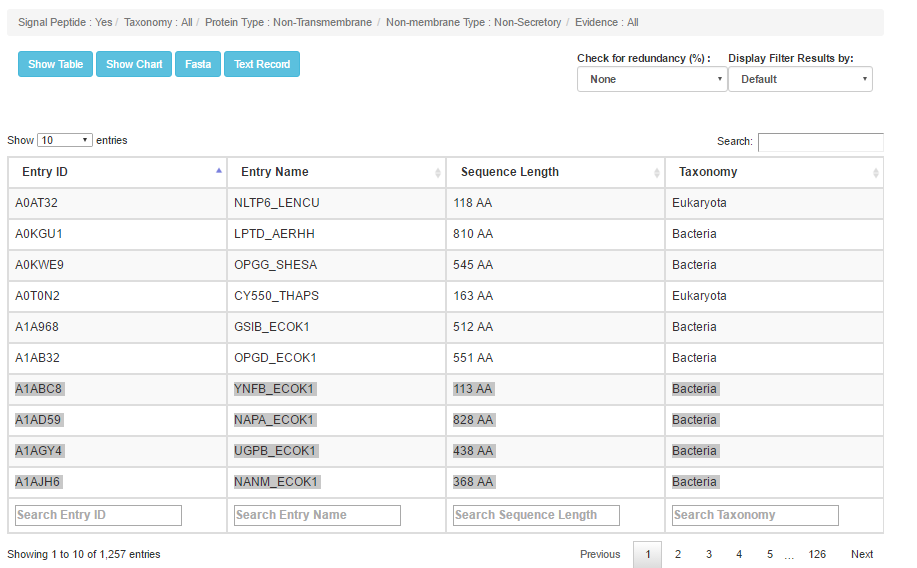 Signal Peptide : Yes / Taxonomy : All / Protein Type : Non-Transmembrane / Non-membrane Type : Non-Secretory / Evidence : All
Show Table Show Chart Fasta Text Record
Check for redundancy (%) : Display Filter Results by:
None Default
Show 10 entries Search:
Entry ID Entry Name Sequence Length Taxonomy
A0AT32 NLTP6_LENCU 118 AA Eukaryota
A0KGU1 LPTD_AERHH 810 AA Bacteria
A0KWE9 OPGG_SHESA 545 AA Bacteria
A0T0N2 CY550_THAPS 163 AA Eukaryota
A1A968 GSIB_ECOK1 512 AA Bacteria
A1AB32 OPGD_ECOK1 551 AA Bacteria
A1ABC8 YNFB_ECOK1 113 AA Bacteria
A1AD59 NAPA_ECOK1 828 AA Bacteria
A1AGY4 UGPB_ECOK1 438 AA Bacteria
A1AJH6 NANM_ECOK1 368 AA Bacteria
Search Entry ID Search Entry Name Search Sequence Length Search Taxonomy
Showing 1 to 10 of 1,257 entries Previous 1 2 3 4 5 ... 126 Next